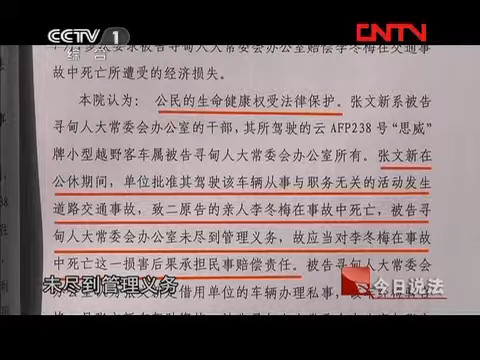 CCTV 1
综合
CNTV
求被告寻甸人大常委会办公室赔偿李冬梅在交通事
故中死亡所遭受的经济损失。
本院认为：公民的生命健康权受法律保护。张文新系被告
寻甸人大常委会办公室的干部，其所驾驶的云AFP238号“思威”
牌小型越野客车属被告寻甸人大常委会办公室所有。张文新在
公休期间，单位批准其驾驶该车辆从事与职务无关的活动发生
道路交通事故，致二原告的亲人李冬梅在事故中死亡，被告寻
甸人大常委会办公室未尽到管理义务，故应当对李冬梅在事故
中死亡这一损害后果承担民事赔偿责任。被告寻甸人大常委会
借用单位的车辆办理私事，
未尽到管理义务
今日说法